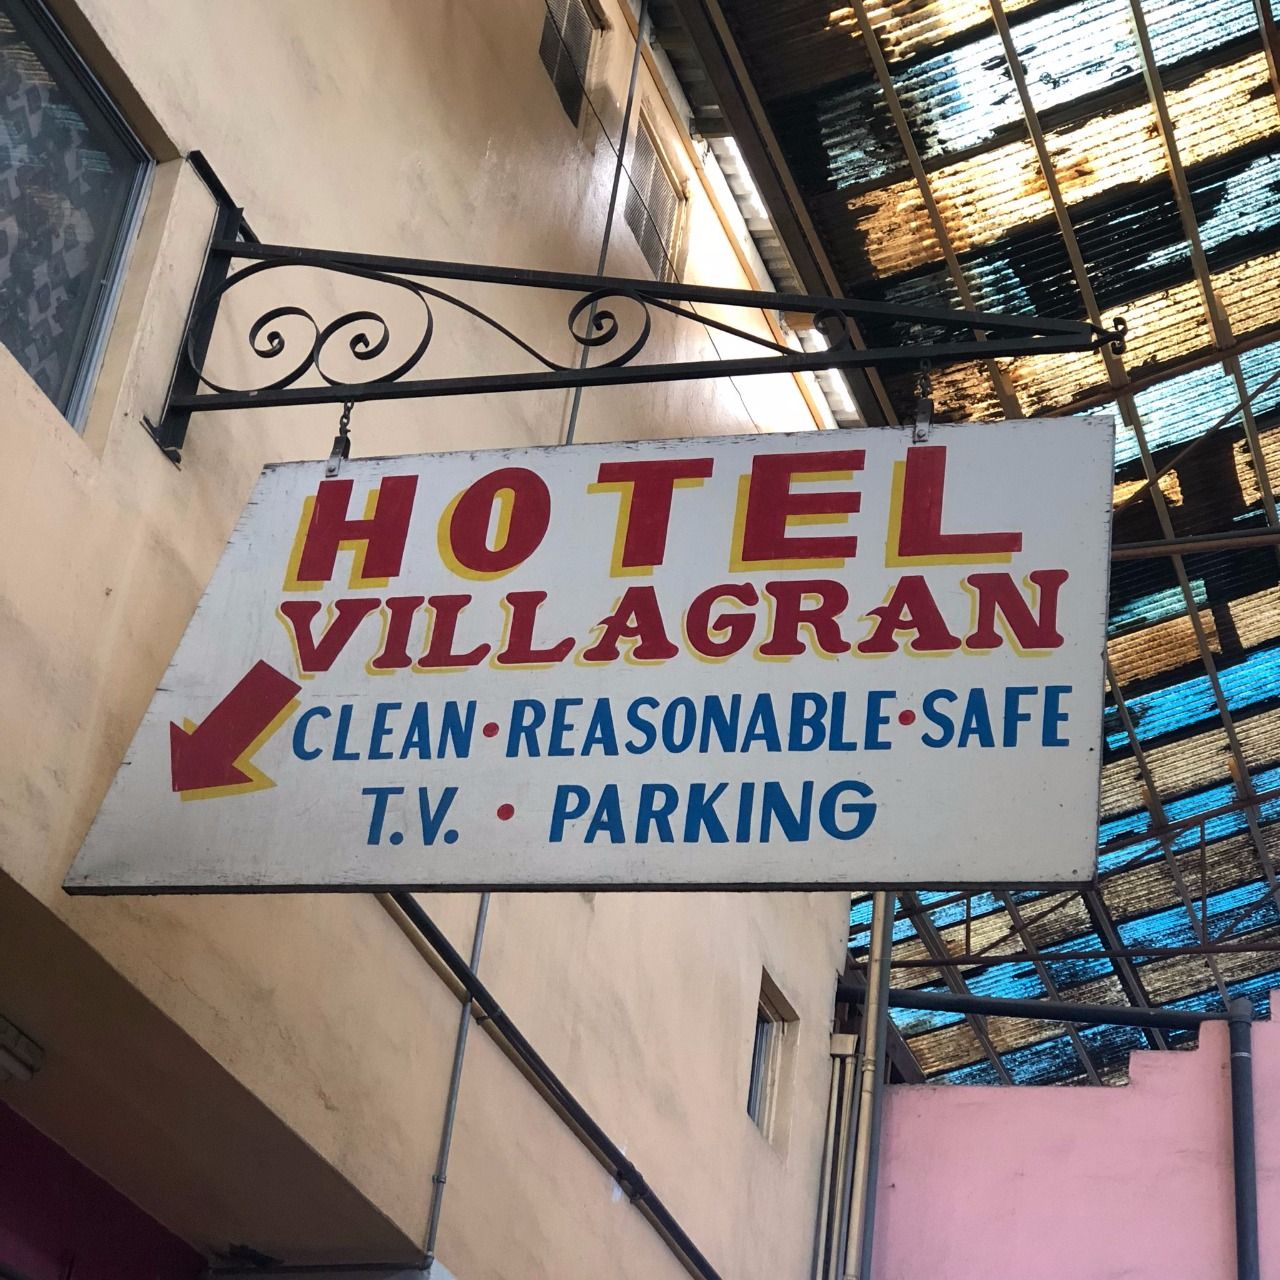 HOTEL
VILLAGRAN
CLEAN • REASONABLE • SAFE
T.V. • PARKING